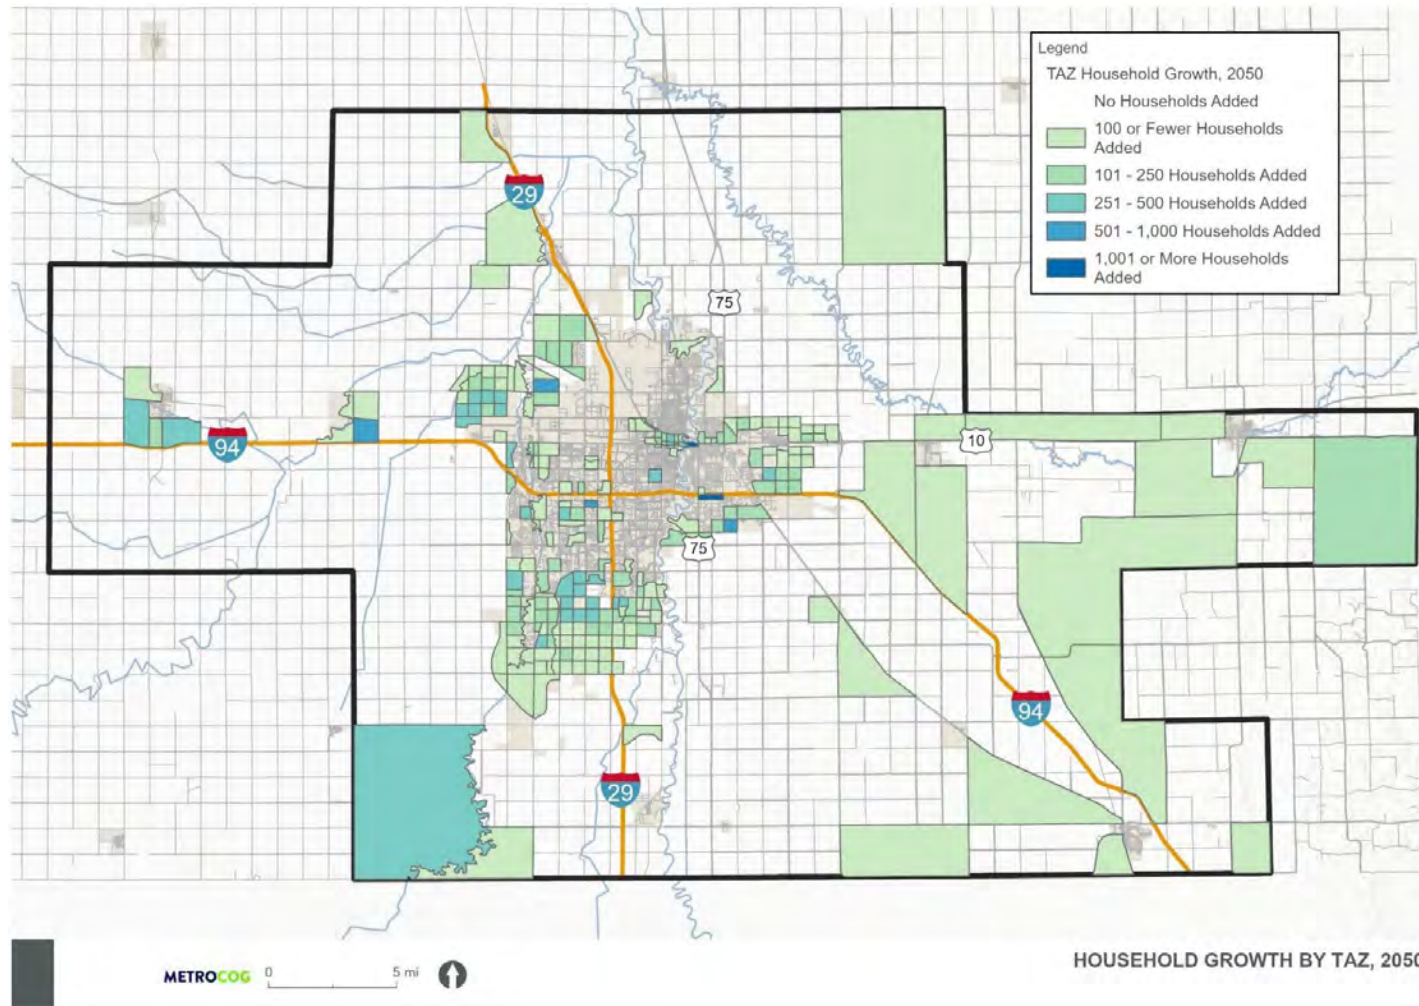 Legend
TAZ Household Growth, 2050
No Households Added
100 or Fewer Households
Added
101 - 250 Households Added
251 - 500 Households Added
501 - 1,000 Households Added
1,001 or More Households
Added
29
75
10
94
75
94
29
METROCOG
0 5 mi
HOUSEHOLD GROWTH BY TAZ, 2050